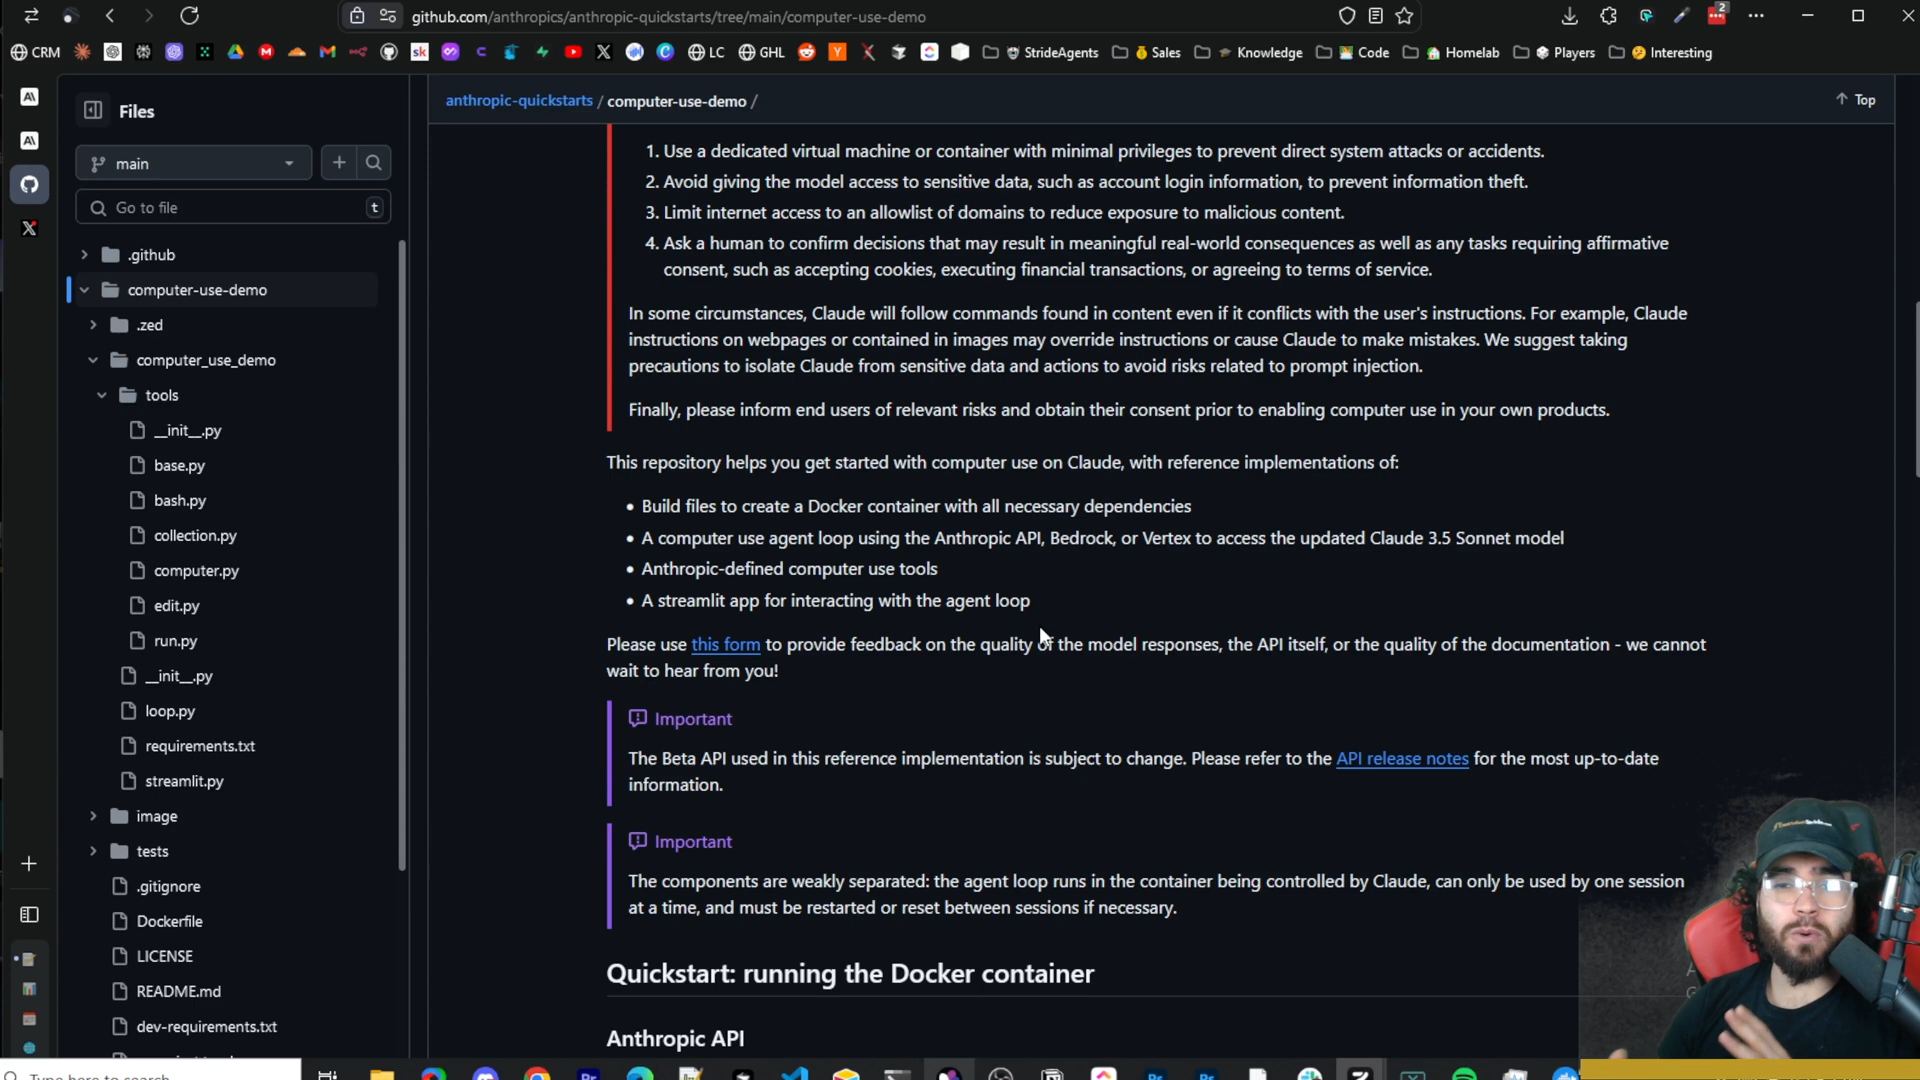 github.com/anthropics/anthropic-quickstarts/tree/main/computer-use-demo
2
CRM
LC
GHL
StrideAgents
Sales
Knowledge
Code
Homelab
Players
Interesting
Files
main
Go to file
t
.github
computer-use-demo
.zed
computer_use_demo
tools
__init__.py
base.py
bash.py
collection.py
computer.py
edit.py
run.py
__init__.py
loop.py
requirements.txt
streamlit.py
image
tests
.gitignore
Dockerfile
LICENSE
README.md
dev-requirements.txt
anthropic-quickstarts / computer-use-demo /
Top
1. Use a dedicated virtual machine or container with minimal privileges to prevent direct system attacks or accidents.
2. Avoid giving the model access to sensitive data, such as account login information, to prevent information theft.
3. Limit internet access to an allowlist of domains to reduce exposure to malicious content.
4. Ask a human to confirm decisions that may result in meaningful real-world consequences as well as any tasks requiring affirmative
consent, such as accepting cookies, executing financial transactions, or agreeing to terms of service.
In some circumstances, Claude will follow commands found in content even if it conflicts with the user's instructions. For example, Claude
instructions on webpages or contained in images may override instructions or cause Claude to make mistakes. We suggest taking
precautions to isolate Claude from sensitive data and actions to avoid risks related to prompt injection.
Finally, please inform end users of relevant risks and obtain their consent prior to enabling computer use in your own products.
This repository helps you get started with computer use on Claude, with reference implementations of:
• Build files to create a Docker container with all necessary dependencies
• A computer use agent loop using the Anthropic API, Bedrock, or Vertex to access the updated Claude 3.5 Sonnet model
• Anthropic-defined computer use tools
• A streamlit app for interacting with the agent loop
Please use this form to provide feedback on the quality of the model responses, the API itself, or the quality of the documentation - we cannot
wait to hear from you!
Important
The Beta API used in this reference implementation is subject to change. Please refer to the API release notes for the most up-to-date
information.
Important
The components are weakly separated: the agent loop runs in the container being controlled by Claude, can only be used by one session
at a time, and must be restarted or reset between sessions if necessary.
Quickstart: running the Docker container
Anthropic API
Type here to search